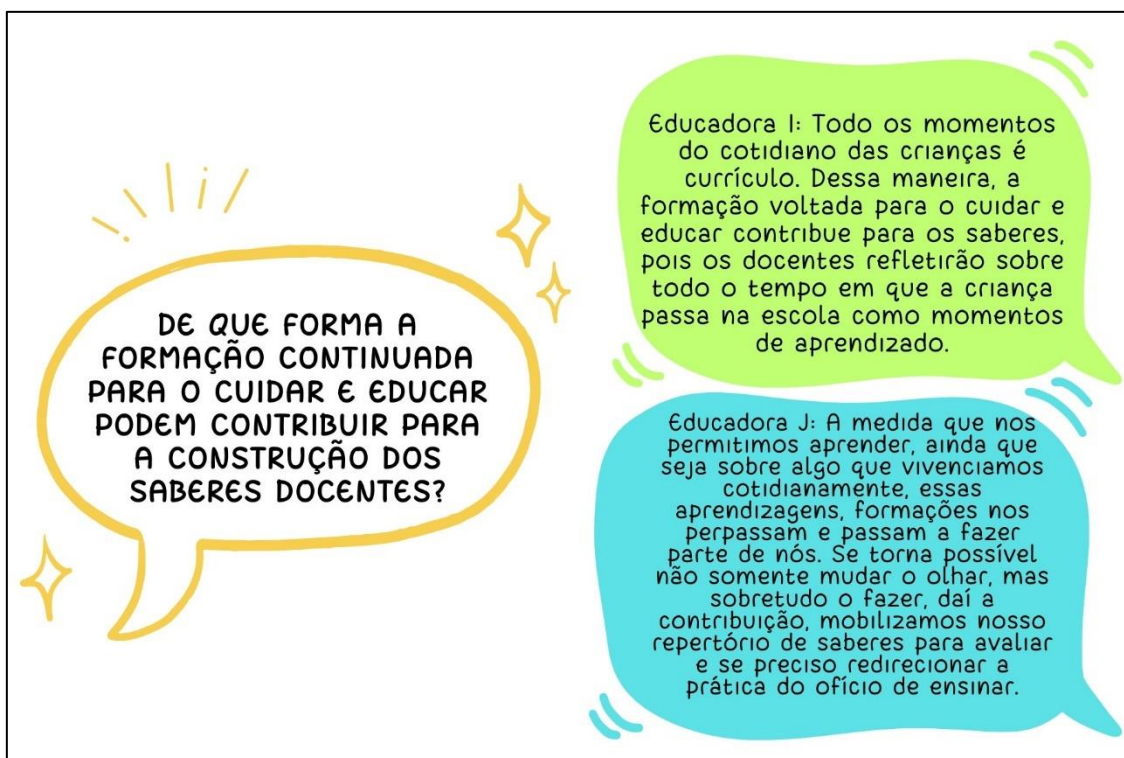 DE QUE FORMA A
FORMAÇÃO CONTINUADA
PARA O CUIDAR E EDUCAR
PODEM CONTRIBUIR PARA
A CONSTRUÇÃO DOS
SABERES DOCENTES?
Educadora I: Todo os momentos
do cotidiano das crianças é
currículo. Dessa maneira, a
formação voltada para o cuidar e
educar contribue para os saberes,
pois os docentes refletirão sobre
todo o tempo em que a criança
passa na escola como momentos
de aprendizado.
Educadora J: A medida que nos
permitimos aprender, ainda que
seja sobre algo que vivenciamos
cotidianamente, essas
aprendizagens, formações nos
perpassam e passam a fazer
parte de nós. Se torna possível
não somente mudar o olhar, mas
sobretudo o fazer, daí a
contribuição, mobilizamos nosso
repertório de saberes para avaliar
e se preciso redirecionar a
prática do ofício de ensinar.